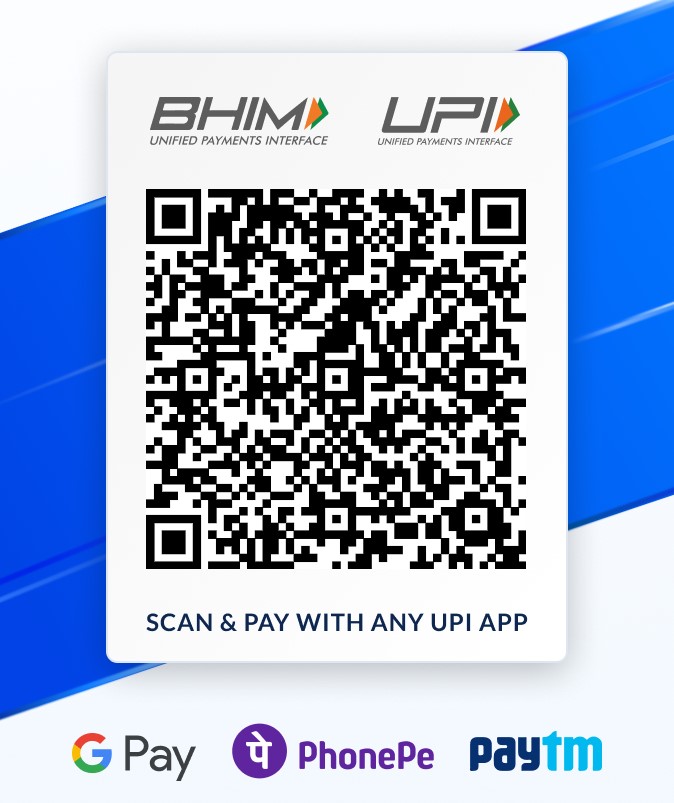 BHIM UPI
UNIFIED PAYMENTS INTERFACE UNIFIED PAYMENTS INTERFACE
SCAN & PAY WITH ANY UPI APP
G Pay पे PhonePe paytm